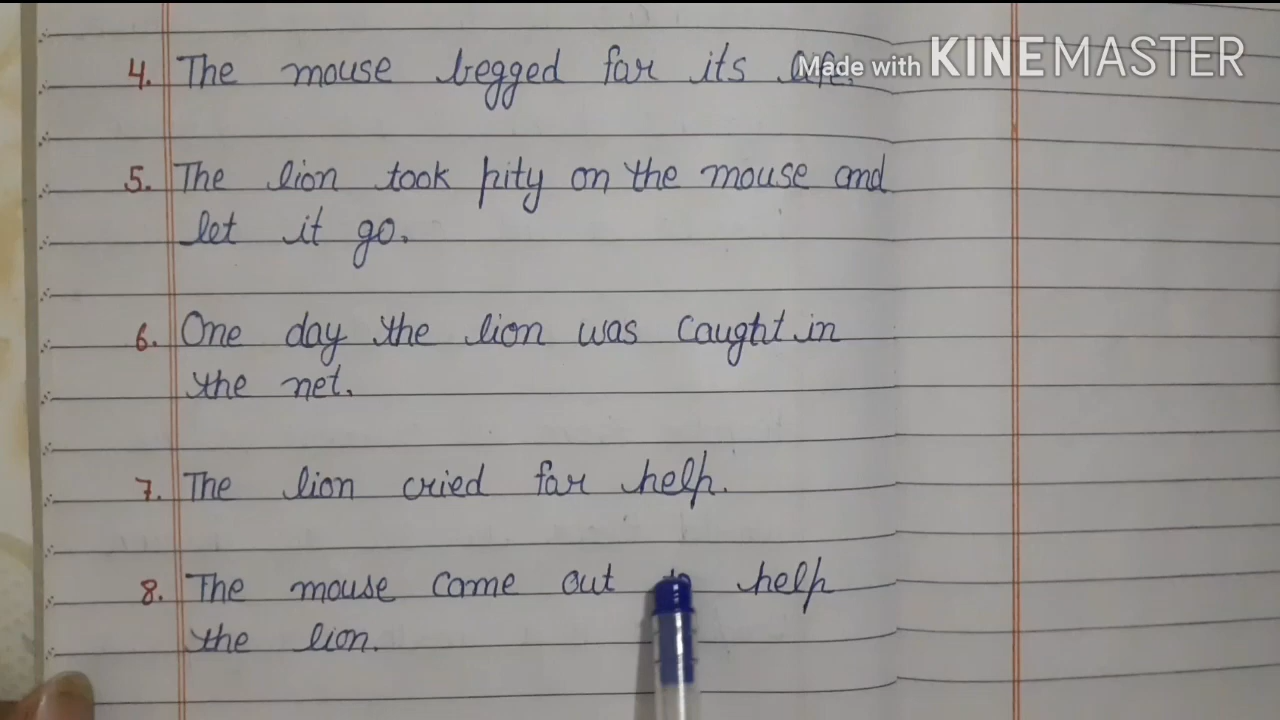 Made with KINEMASTER
4. The mouse begged for its life.
5. The lion took pity on the mouse and
let it go.
6. One day the lion was caught in
the net.
7. The lion cried for help.
8. The mouse came out to help
the lion.